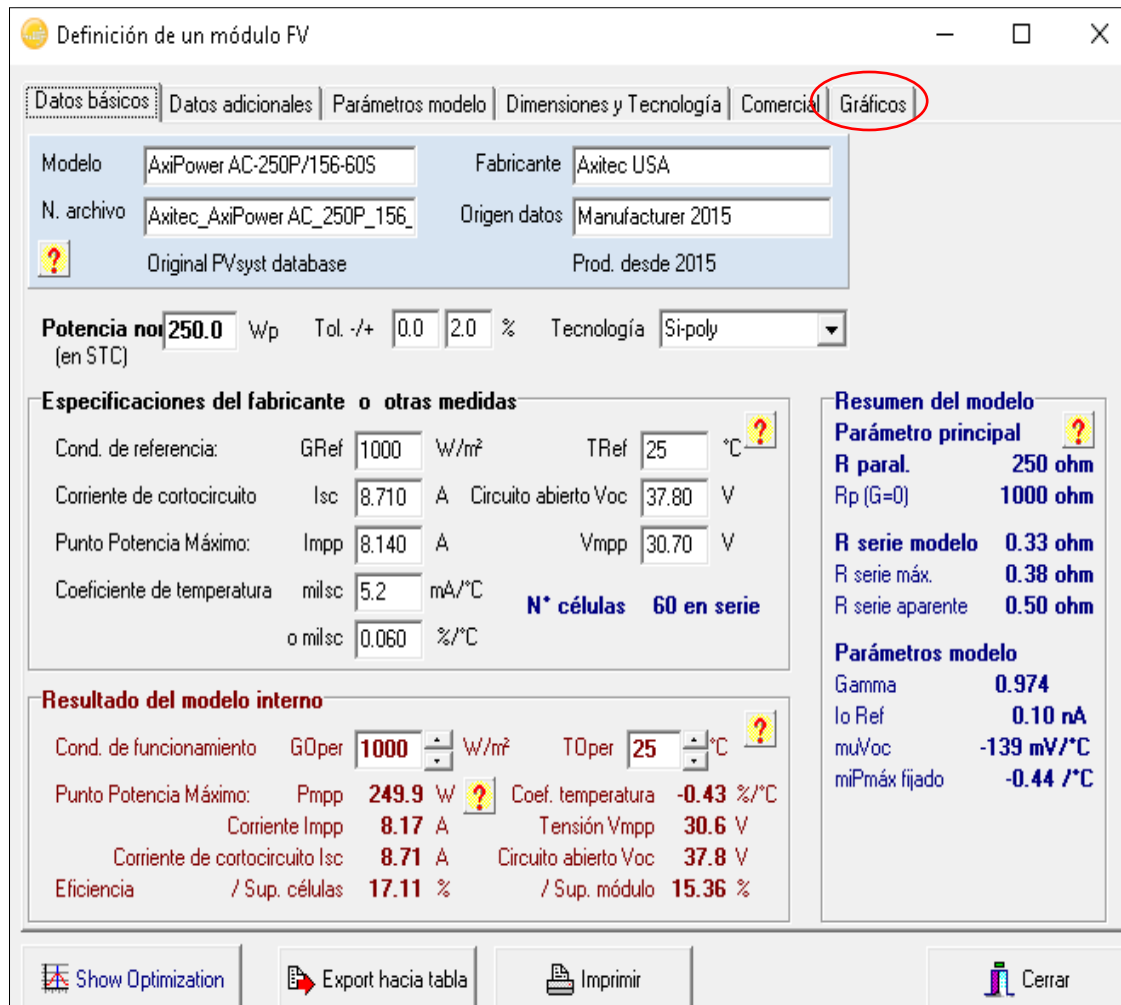 Definición de un módulo FV
Datos básicos Datos adicionales Parámetros modelo Dimensiones y Tecnología Comercial Gráficos
Modelo AxiPower AC-250P/156-60S Fabricante Axitec USA
N. archivo Axitec_AxiPower AC_250P_156_ Origen datos Manufacturer 2015
? Original PVsyst database Prod. desde 2015
Potencia nor 250.0 Wp Tol. -/+ 0.0 2.0 % Tecnología Si-poly
(en STC)
Especificaciones del fabricante o otras medidas
?
Cond. de referencia: GRef 1000 W/m² TRef 25 °C
Corriente de cortocircuito Isc 8.710 A Circuito abierto Voc 37.80 V
Punto Potencia Máximo: Impp 8.140 A Vmpp 30.70 V
Coeficiente de temperatura miIsc 5.2 mA/°C
N° células 60 en serie
o miIsc 0.060 %/°C
Resultado del modelo interno
?
Cond. de funcionamiento GOper 1000 W/m² TOper 25 °C
Punto Potencia Máximo: Pmpp 249.9 W ? Coef. temperatura -0.43 %/°C
Corriente Impp 8.17 A Tensión Vmpp 30.6 V
Corriente de cortocircuito Isc 8.71 A Circuito abierto Voc 37.8 V
Eficiencia / Sup. células 17.11 % / Sup. módulo 15.36 %
Resumen del modelo
Parámetro principal ?
R paral. 250 ohm
Rp (G=0) 1000 ohm
R serie modelo 0.33 ohm
R serie máx. 0.38 ohm
R serie aparente 0.50 ohm
Parámetros modelo
Gamma 0.974
Io Ref 0.10 nA
muVoc -139 mV/°C
miPmáx fijado -0.44 /°C
Show Optimization Export hacia tabla Imprimir Cerrar